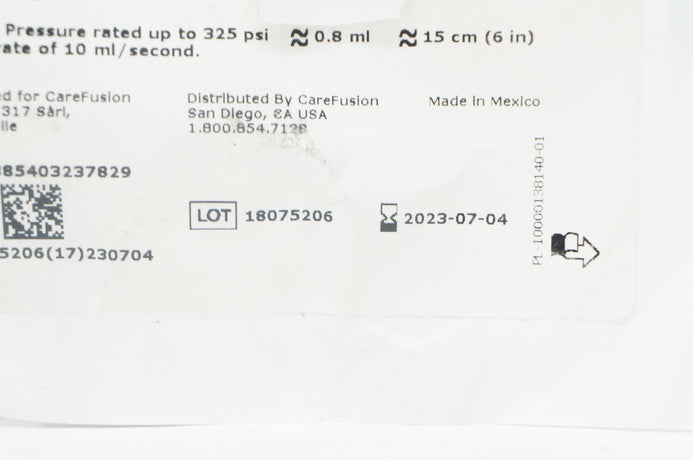 Pressure rated up to 325 psi ≈ 0.8 ml ≈ 15 cm (6 in)
rate of 10 ml/second.
d for CareFusion
317 Sàrl,
lle
Distributed By CareFusion
San Diego, CA USA
1.800.854.7128
Made in Mexico
85403237829
LOT 18075206
2023-07-04
5206(17)230704
PL-10000138140-01